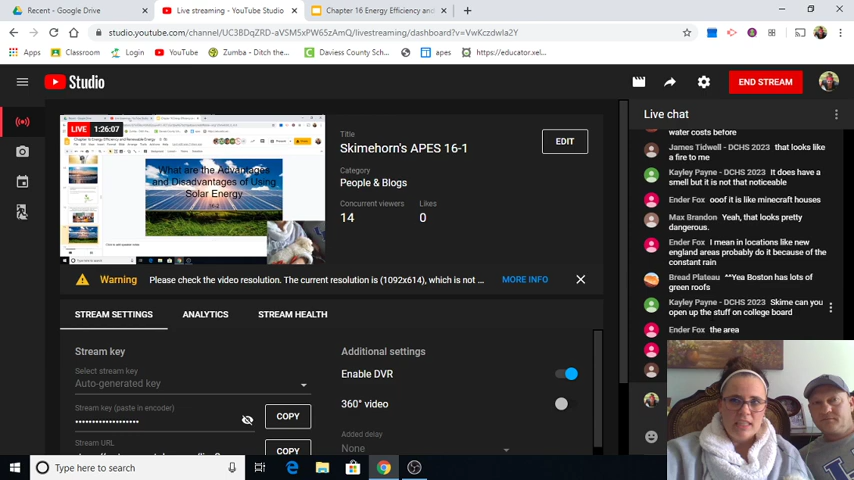 Recent - Google Drive
Live streaming - YouTube Studio
Chapter 16 Energy Efficiency and
studio.youtube.com/channel/UC3BDqZRD-aVSM5xPW65zAmQ/livestreaming/dashboard?v=VwKczdwIa2Y
Apps
Classroom
Login
YouTube
Zumba - Ditch the...
Daviess County Sch...
apes
https://educator.xel...
Studio
END STREAM
LIVE 1:26:07
What are the Advantages
and Disadvantages of Using
Solar Energy
Title
Skimehorn's APES 16-1
EDIT
Category
People & Blogs
Concurrent viewers
Likes
14
0
Warning Please check the video resolution. The current resolution is (1092x614), which is not ...
MORE INFO
STREAM SETTINGS
ANALYTICS
STREAM HEALTH
Stream key
Select stream key
Auto-generated key
Stream key (paste in encoder)
••••••••••••••••••••
COPY
Stream URL
COPY
Additional settings
Enable DVR
360° video
Added delay
None
Live chat
water costs before
James Tidwell - DCHS 2023 that looks like
a fire to me
Kayley Payne - DCHS 2023 It does have a
smell but it is not that noticeable
Ender Fox ooof it is like minecraft houses
Max Brandon Yeah, that looks pretty
dangerous.
Ender Fox I mean in locations like new
england areas probably do it because of the
constant rain
Bread Plateau ^^Yea Boston has lots of
green roofs
Kayley Payne - DCHS 2023 Skime can you
open up the stuff on college board
Ender Fox the area
Type here to search